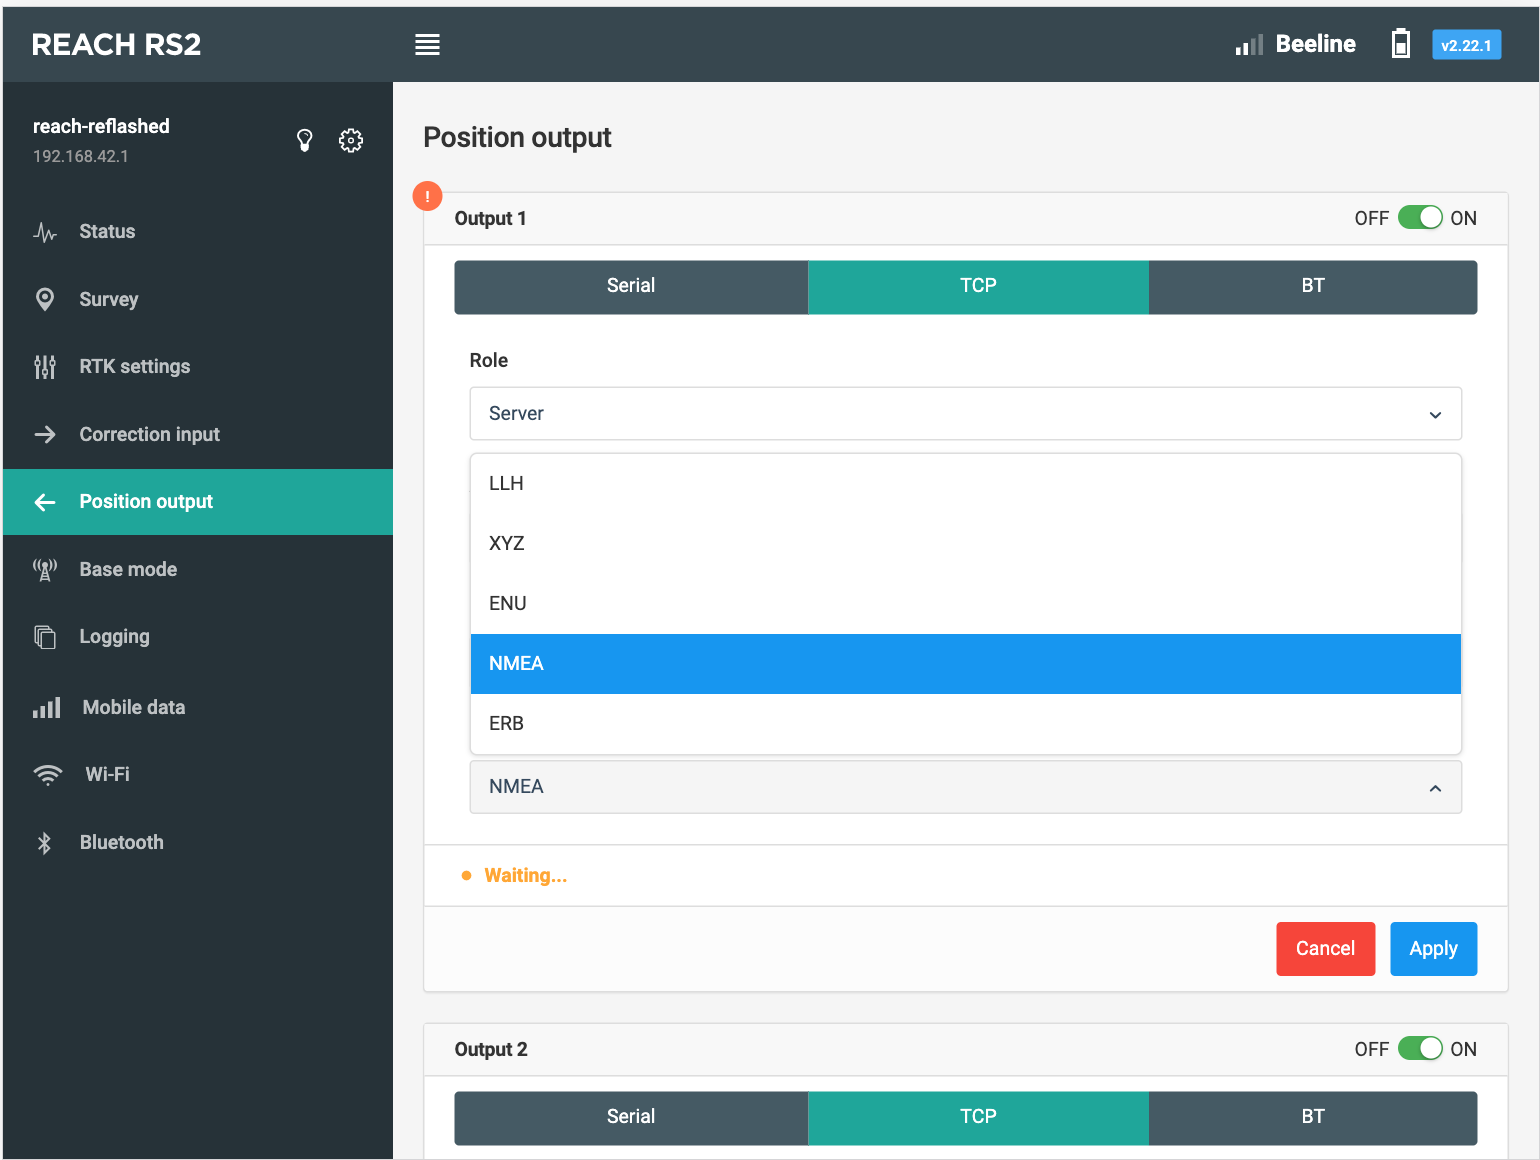 REACH RS2
Beeline
v2.22.1
reach-reflashed
192.168.42.1
Status
Survey
RTK settings
Correction input
Position output
Base mode
Logging
Mobile data
Wi-Fi
Bluetooth
Position output
!
Output 1
OFF ON
Serial TCP BT
Role
Server
LLH
XYZ
ENU
NMEA
ERB
NMEA
Waiting...
Cancel Apply
Output 2
OFF ON
Serial TCP BT